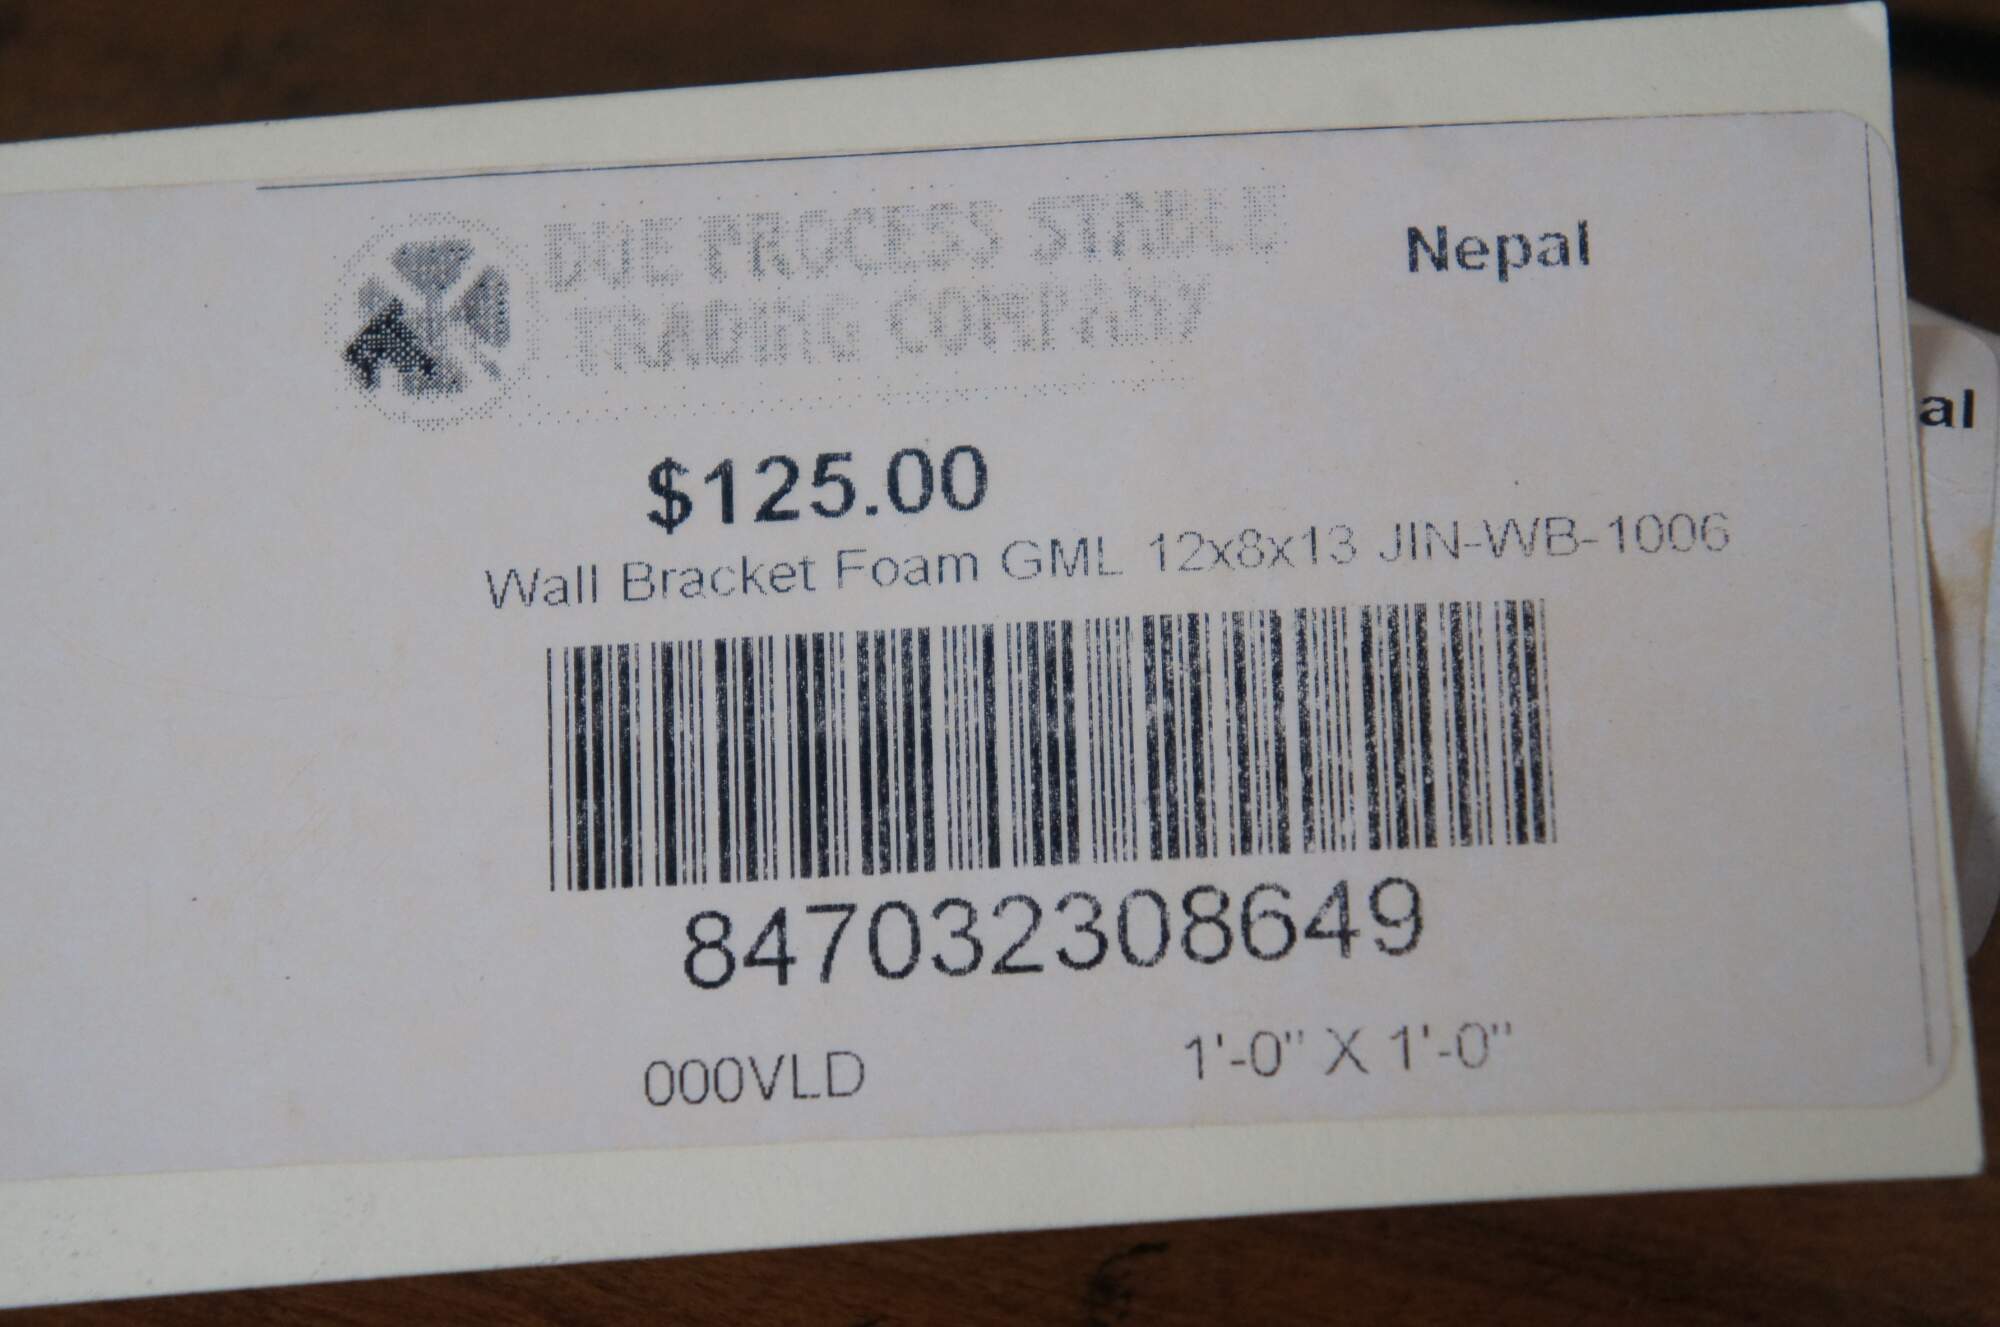 DUE PROCESS STABLE
TRADING COMPANY
Nepal
al
$125.00
Wall Bracket Foam GML 12x8x13 JIN-WB-1006
847032308649
000VLD 1'-0" X 1'-0"